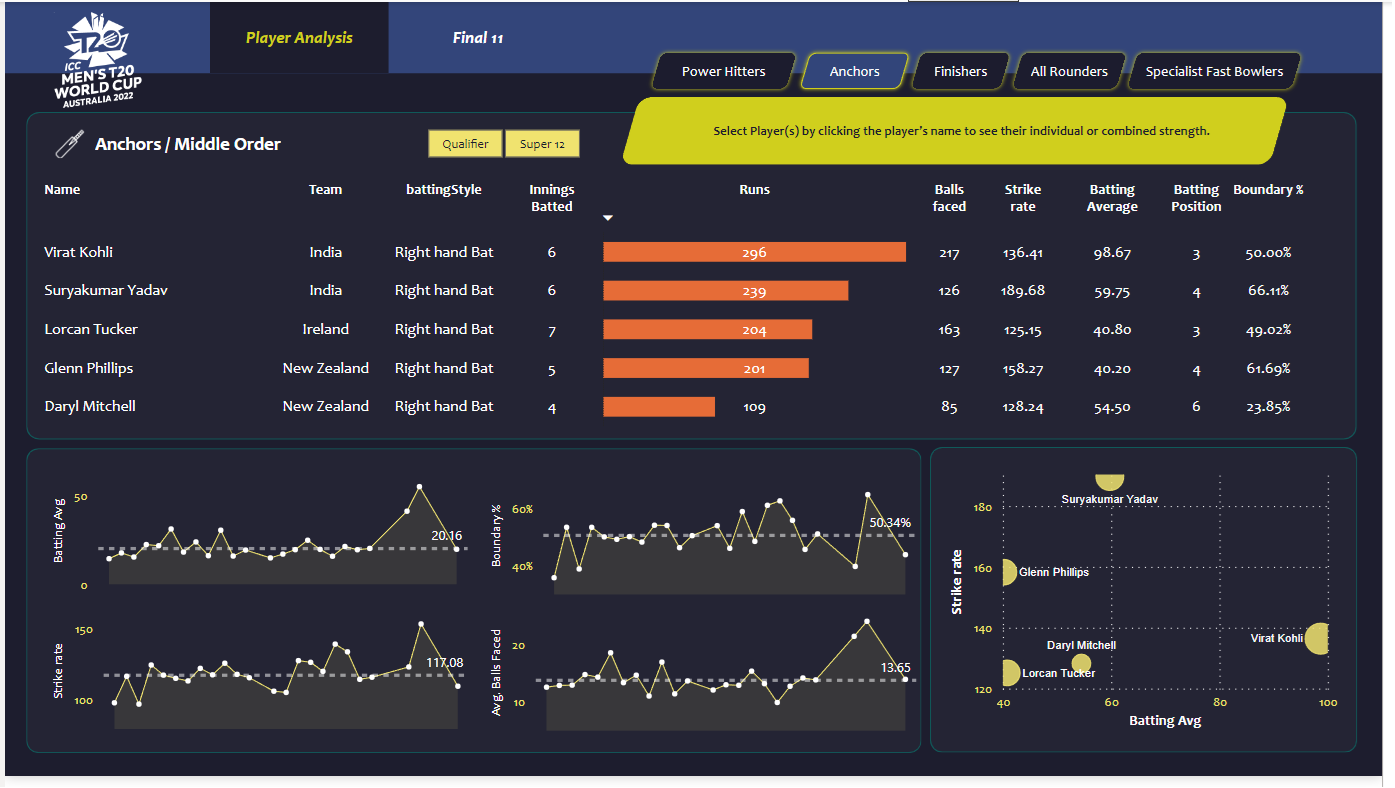 Player Analysis
Final 11
T20
ICC
MEN'S T20
WORLD CUP
AUSTRALIA 2022
Power Hitters
Anchors
Finishers
All Rounders
Specialist Fast Bowlers
Select Player(s) by clicking the player's name to see their individual or combined strength.
Anchors / Middle Order
Qualifier
Super 12
Name Team battingStyle Innings Batted Runs Balls faced Strike rate Batting Average Batting Position Boundary %
Virat Kohli India Right hand Bat 6 296 217 136.41 98.67 3 50.00%
Suryakumar Yadav India Right hand Bat 6 239 126 189.68 59.75 4 66.11%
Lorcan Tucker Ireland Right hand Bat 7 204 163 125.15 40.80 3 49.02%
Glenn Phillips New Zealand Right hand Bat 5 201 127 158.27 40.20 4 61.69%
Daryl Mitchell New Zealand Right hand Bat 4 109 85 128.24 54.50 6 23.85%
Batting Avg
50
0
20.16
Boundary %
60%
40%
50.34%
Strike rate
150
100
117.08
Avg. Balls Faced
20
10
13.65
Strike rate
180
160
140
120
Suryakumar Yadav
Glenn Phillips
Virat Kohli
Daryl Mitchell
Lorcan Tucker
40 60 80 100
Batting Avg